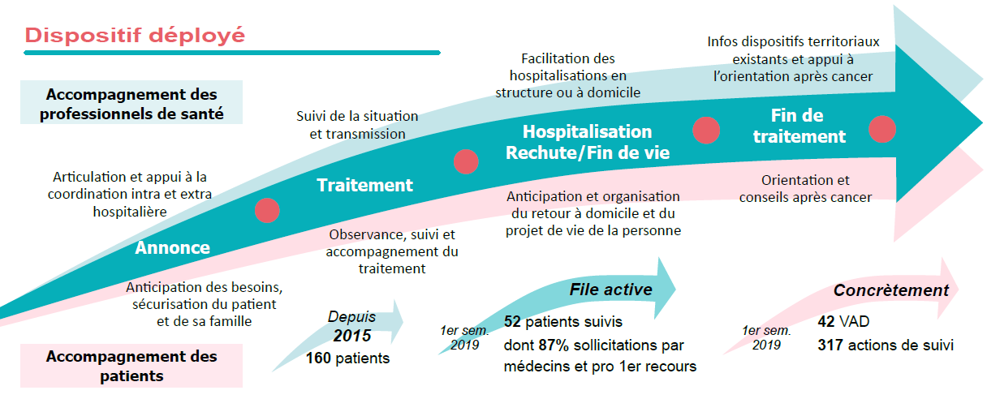 Dispositif déployé
Accompagnement des
professionnels de santé
Articulation et appui à la
coordination intra et extra
hospitalière
Suivi de la situation
et transmission
Facilitation des
hospitalisations en
structure ou à domicile
Infos dispositifs territoriaux
existants et appui à
l’orientation après cancer
Annonce
Traitement
Hospitalisation
Rechute/Fin de vie
Fin de
traitement
Anticipation des besoins,
sécurisation du patient
et de sa famille
Observance, suivi et
accompagnement du
traitement
Anticipation et organisation
du retour à domicile et du
projet de vie de la personne
Orientation et
conseils après cancer
Accompagnement des
patients
Depuis
2015
160 patients
1er sem.
2019
File active
52 patients suivis
dont 87% sollicitations par
médecins et pro 1er recours
1er sem.
2019
Concrètement
42 VAD
317 actions de suivi